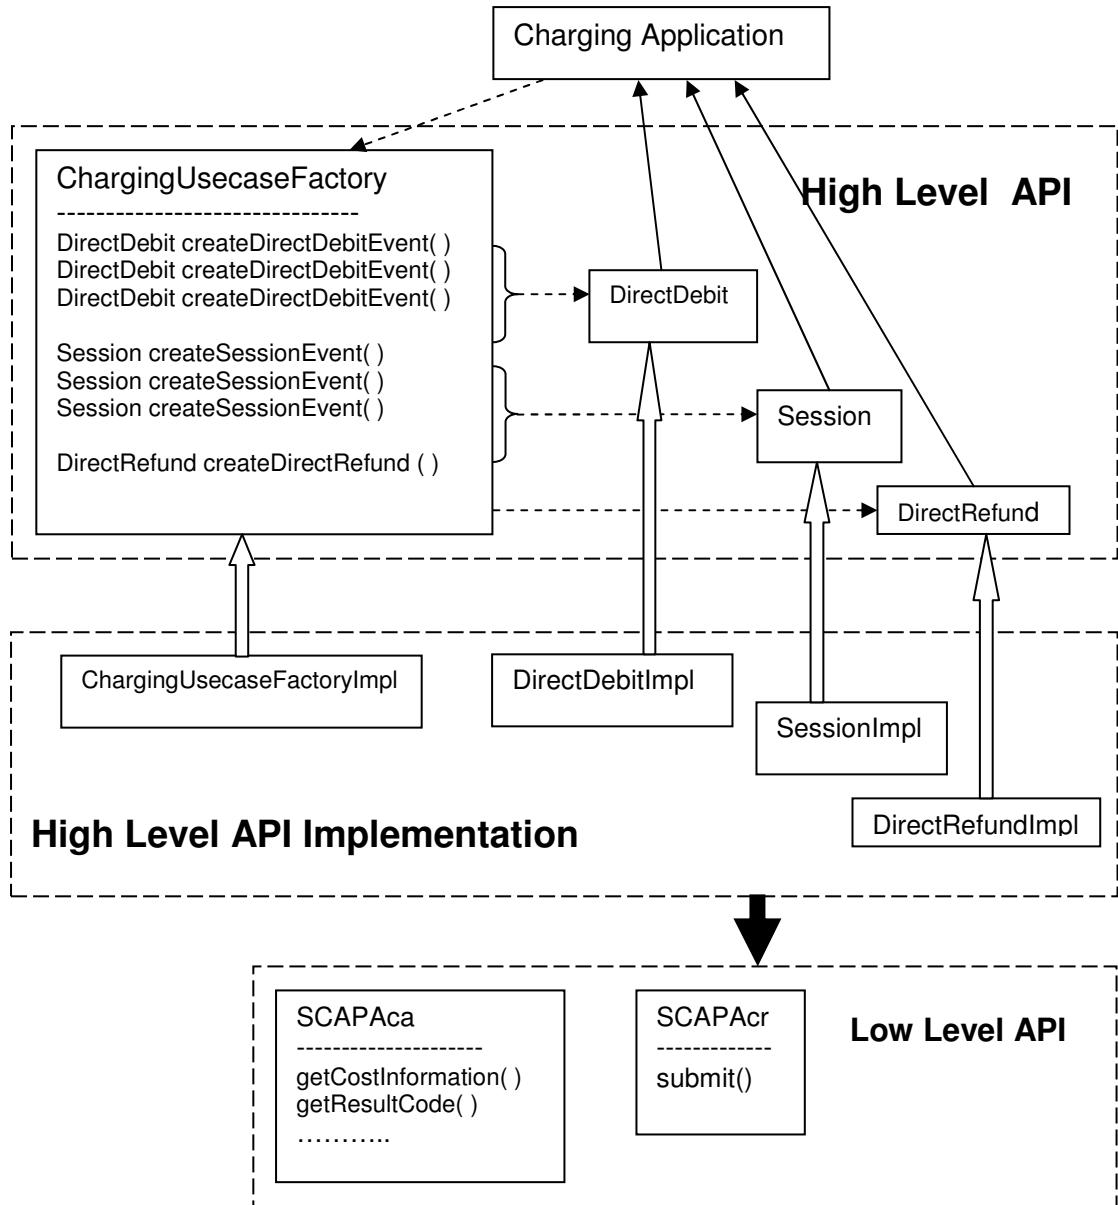 Charging Application
High Level API
ChargingUsecaseFactory
-------------------------------
DirectDebit createDirectDebitEvent( )
DirectDebit createDirectDebitEvent( )
DirectDebit createDirectDebitEvent( )
Session createSessionEvent( )
Session createSessionEvent( )
Session createSessionEvent( )
DirectRefund createDirectRefund ( )
DirectDebit
Session
DirectRefund
ChargingUsecaseFactoryImpl
DirectDebitImpl
SessionImpl
DirectRefundImpl
High Level API Implementation
SCAPAca
--------------------
getCostInformation( )
getResultCode( )
………..
SCAPAcr
------------
submit()
Low Level API